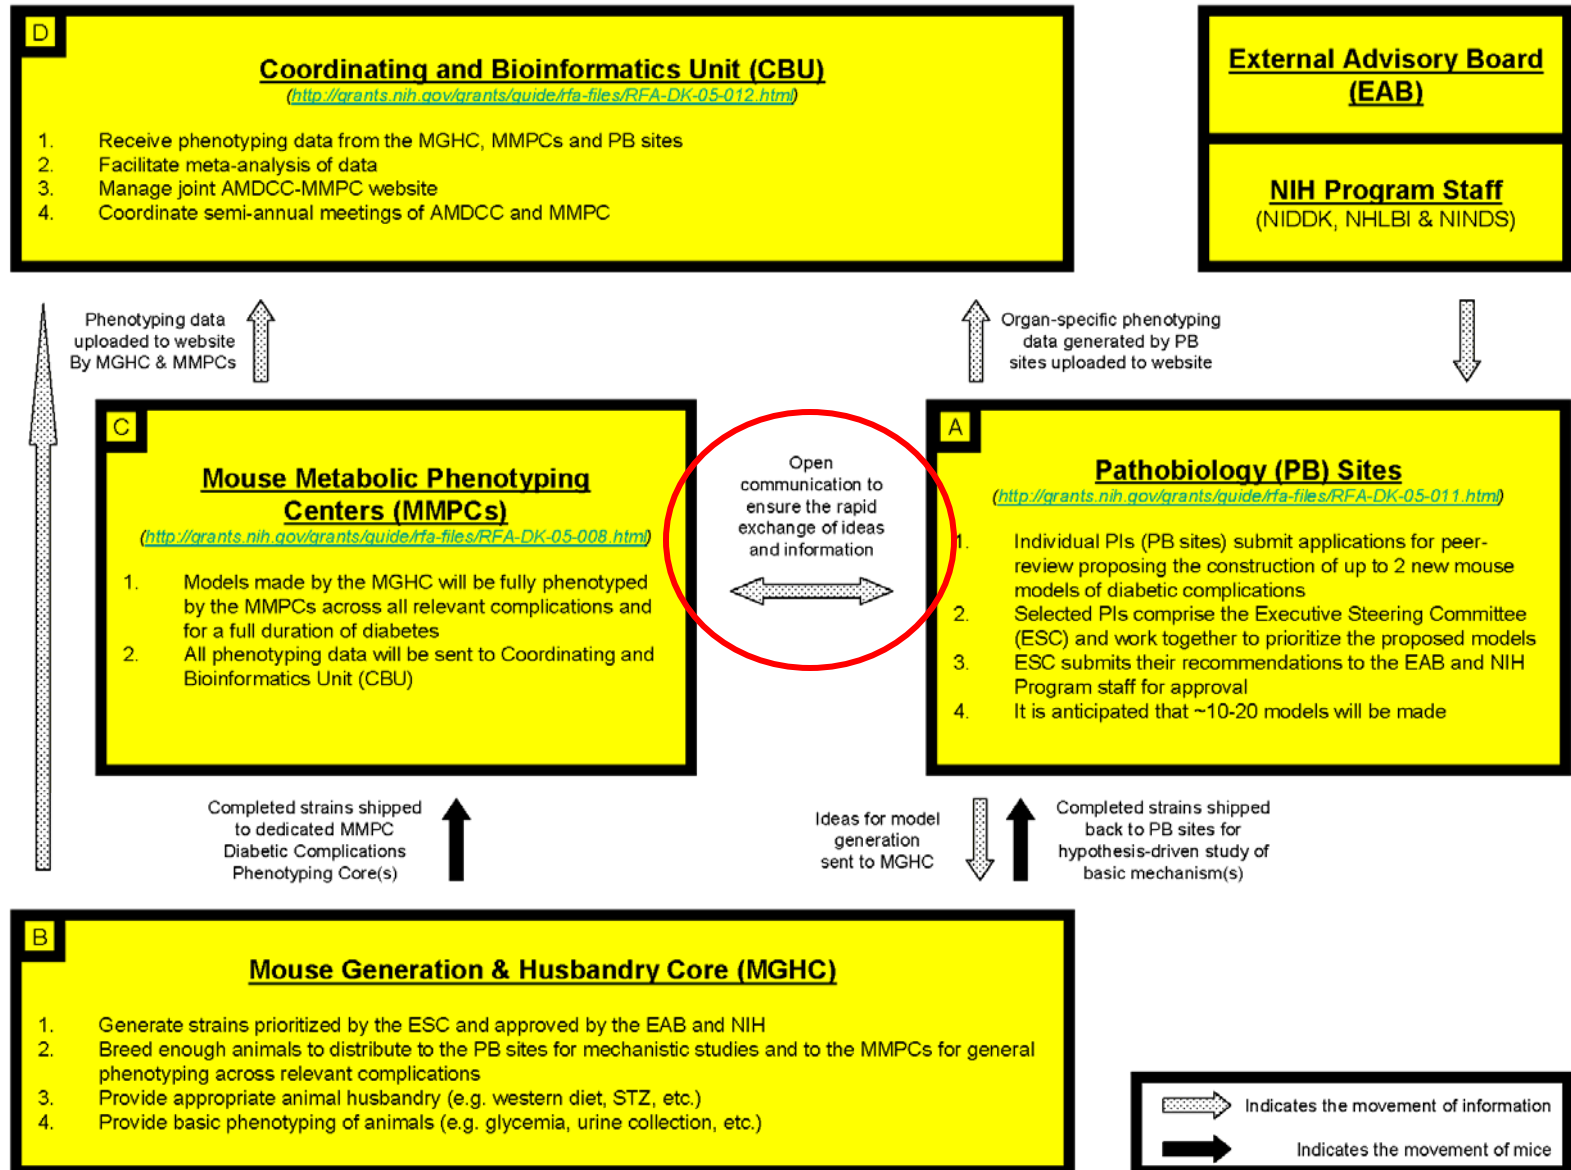 D
Coordinating and Bioinformatics Unit (CBU)
(http://grants.nih.gov/grants/guide/rfa-files/RFA-DK-05-012.html)
1. Receive phenotyping data from the MGHC, MMPCs and PB sites
2. Facilitate meta-analysis of data
3. Manage joint AMDCC-MMPC website
4. Coordinate semi-annual meetings of AMDCC and MMPC
External Advisory Board
(EAB)
NIH Program Staff
(NIDDK, NHLBI & NINDS)
Phenotyping data
uploaded to website
By MGHC & MMPCs
Organ-specific phenotyping
data generated by PB
sites uploaded to website
C
Mouse Metabolic Phenotyping
Centers (MMPCs)
(http://grants.nih.gov/grants/guide/rfa-files/RFA-DK-05-008.html)
1. Models made by the MGHC will be fully phenotyped
by the MMPCs across all relevant complications and
for a full duration of diabetes
2. All phenotyping data will be sent to Coordinating and
Bioinformatics Unit (CBU)
Open
communication to
ensure the rapid
exchange of ideas
and information
A
Pathobiology (PB) Sites
(http://grants.nih.gov/grants/guide/rfa-files/RFA-DK-05-011.html)
1. Individual PIs (PB sites) submit applications for peer-
review proposing the construction of up to 2 new mouse
models of diabetic complications
2. Selected PIs comprise the Executive Steering Committee
(ESC) and work together to prioritize the proposed models
3. ESC submits their recommendations to the EAB and NIH
Program staff for approval
4. It is anticipated that ~10-20 models will be made
Completed strains shipped
to dedicated MMPC
Diabetic Complications
Phenotyping Core(s)
Ideas for model
generation
sent to MGHC
Completed strains shipped
back to PB sites for
hypothesis-driven study of
basic mechanism(s)
B
Mouse Generation & Husbandry Core (MGHC)
1. Generate strains prioritized by the ESC and approved by the EAB and NIH
2. Breed enough animals to distribute to the PB sites for mechanistic studies and to the MMPCs for general
phenotyping across relevant complications
3. Provide appropriate animal husbandry (e.g. western diet, STZ, etc.)
4. Provide basic phenotyping of animals (e.g. glycemia, urine collection, etc.)
Indicates the movement of information
Indicates the movement of mice